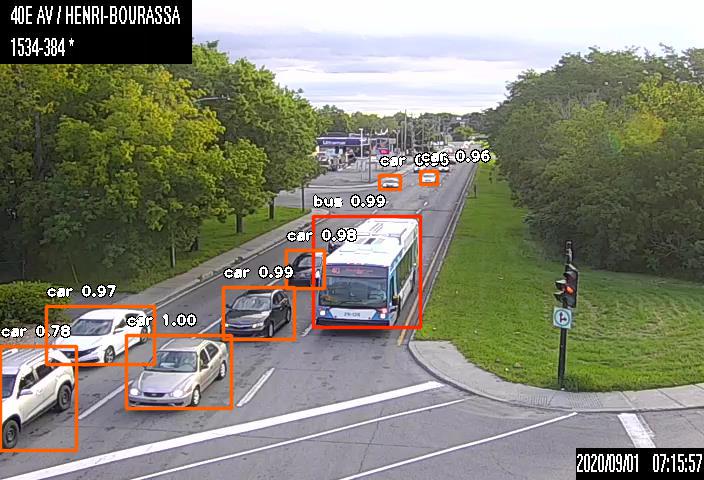 40E AV / HENRI-BOURASSA
1534-384 *
car 0.96
bus 0.99
car 0.98
car 0.99
car 0.97
car 1.00
car 0.78
40
2020/09/01 07:15:57